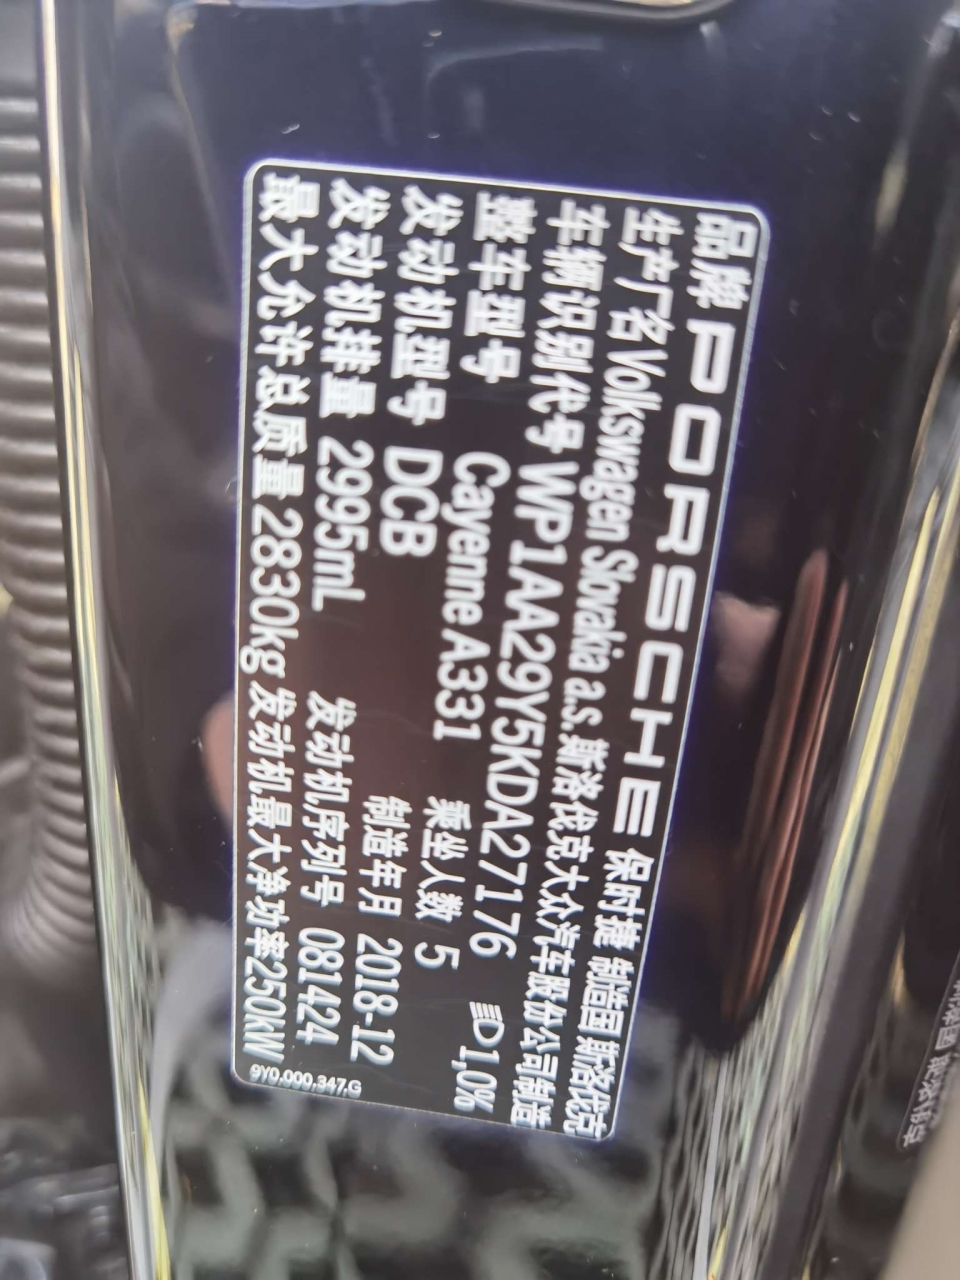 品牌 PORSCHE 保时捷 制造国 斯洛伐克
生产厂名 Volkswagen Slovakia a.s.斯洛伐克大众汽车股份公司制造
车辆识别代号 WP1AA29Y5KDA27176 D1,0%
整车型号 Cayenne A331 乘坐人数 5
发动机型号 DCB 制造年月 2018-12
发动机排量 2995mL 发动机序列号 081424
最大允许总质量 2830kg 发动机最大净功率250kW
9Y0,000,347,G